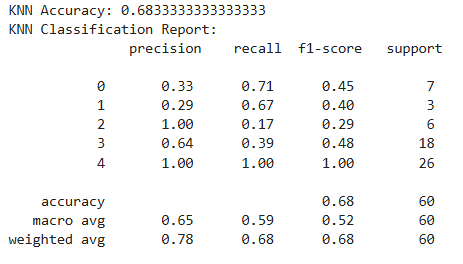 KNN Accuracy: 0.6833333333333333
KNN Classification Report:
precision recall f1-score support
0 0.33 0.71 0.45 7
1 0.29 0.67 0.40 3
2 1.00 0.17 0.29 6
3 0.64 0.39 0.48 18
4 1.00 1.00 1.00 26
accuracy 0.68 60
macro avg 0.65 0.59 0.52 60
weighted avg 0.78 0.68 0.68 60